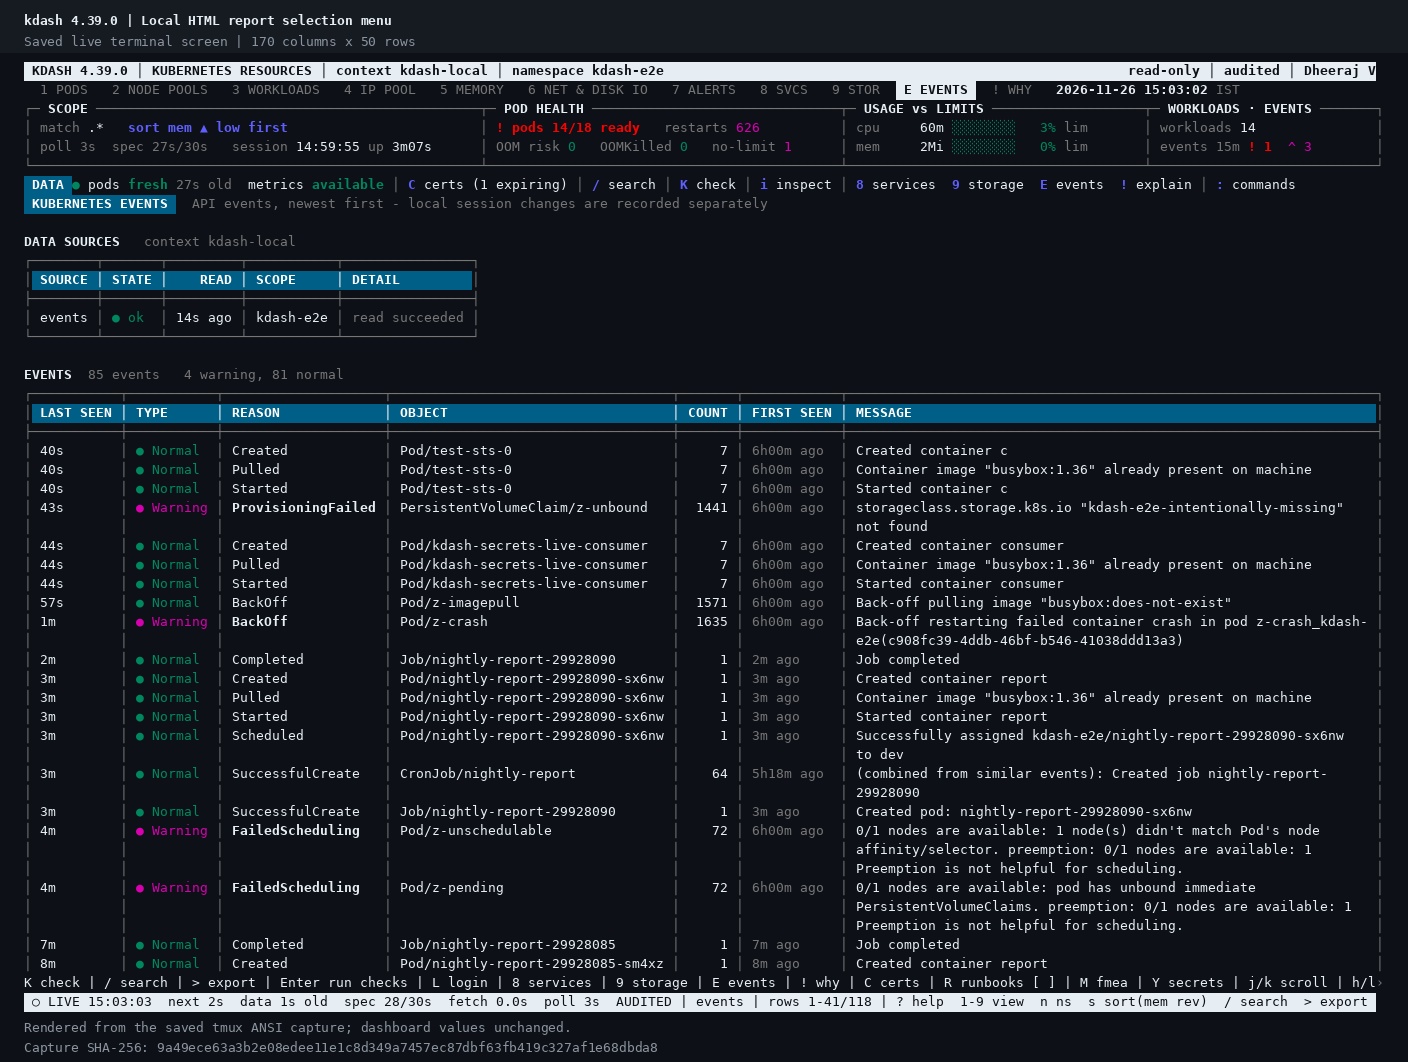 kdash 4.39.0 | Local HTML report selection menu
Saved live terminal screen | 170 columns x 50 rows
KDASH 4.39.0 │ KUBERNETES RESOURCES │ context kdash-local │ namespace kdash-e2e read-only │ audited │ Dheeraj V
1 PODS 2 NODE POOLS 3 WORKLOADS 4 IP POOL 5 MEMORY 6 NET & DISK IO 7 ALERTS 8 SVCS 9 STOR E EVENTS ! WHY 2026-11-26 15:03:02 IST
SCOPE POD HEALTH USAGE vs LIMITS WORKLOADS · EVENTS
match .* sort mem ▲ low first │ ! pods 14/18 ready restarts 626 │ cpu 60m ░░░░░░░░ 3% lim │ workloads 14
poll 3s spec 27s/30s session 14:59:55 up 3m07s │ OOM risk 0 OOMKilled 0 no-limit 1 │ mem 2Mi ░░░░░░░░ 0% lim │ events 15m ! 1 ^ 3
DATA ● pods fresh 27s old metrics available │ C certs (1 expiring) │ / search │ K check │ i inspect │ 8 services 9 storage E events ! explain │ : commands
KUBERNETES EVENTS API events, newest first - local session changes are recorded separately
DATA SOURCES context kdash-local
SOURCE │ STATE │ READ │ SCOPE │ DETAIL
events │ ● ok │ 14s ago │ kdash-e2e │ read succeeded
EVENTS 85 events 4 warning, 81 normal
LAST SEEN │ TYPE │ REASON │ OBJECT │ COUNT │ FIRST SEEN │ MESSAGE
40s │ ● Normal │ Created │ Pod/test-sts-0 │ 7 │ 6h00m ago │ Created container c
40s │ ● Normal │ Pulled │ Pod/test-sts-0 │ 7 │ 6h00m ago │ Container image "busybox:1.36" already present on machine
40s │ ● Normal │ Started │ Pod/test-sts-0 │ 7 │ 6h00m ago │ Started container c
43s │ ● Warning │ ProvisioningFailed │ PersistentVolumeClaim/z-unbound │ 1441 │ 6h00m ago │ storageclass.storage.k8s.io "kdash-e2e-intentionally-missing"
not found
44s │ ● Normal │ Created │ Pod/kdash-secrets-live-consumer │ 7 │ 6h00m ago │ Created container consumer
44s │ ● Normal │ Pulled │ Pod/kdash-secrets-live-consumer │ 7 │ 6h00m ago │ Container image "busybox:1.36" already present on machine
44s │ ● Normal │ Started │ Pod/kdash-secrets-live-consumer │ 7 │ 6h00m ago │ Started container consumer
57s │ ● Normal │ BackOff │ Pod/z-imagepull │ 1571 │ 6h00m ago │ Back-off pulling image "busybox:does-not-exist"
1m │ ● Warning │ BackOff │ Pod/z-crash │ 1635 │ 6h00m ago │ Back-off restarting failed container crash in pod z-crash_kdash-
e2e(c908fc39-4ddb-46bf-b546-41038ddd13a3)
2m │ ● Normal │ Completed │ Job/nightly-report-29928090 │ 1 │ 2m ago │ Job completed
3m │ ● Normal │ Created │ Pod/nightly-report-29928090-sx6nw │ 1 │ 3m ago │ Created container report
3m │ ● Normal │ Pulled │ Pod/nightly-report-29928090-sx6nw │ 1 │ 3m ago │ Container image "busybox:1.36" already present on machine
3m │ ● Normal │ Started │ Pod/nightly-report-29928090-sx6nw │ 1 │ 3m ago │ Started container report
3m │ ● Normal │ Scheduled │ Pod/nightly-report-29928090-sx6nw │ 1 │ 3m ago │ Successfully assigned kdash-e2e/nightly-report-29928090-sx6nw
to dev
3m │ ● Normal │ SuccessfulCreate │ CronJob/nightly-report │ 64 │ 5h18m ago │ (combined from similar events): Created job nightly-report-
29928090
3m │ ● Normal │ SuccessfulCreate │ Job/nightly-report-29928090 │ 1 │ 3m ago │ Created pod: nightly-report-29928090-sx6nw
4m │ ● Warning │ FailedScheduling │ Pod/z-unschedulable │ 72 │ 6h00m ago │ 0/1 nodes are available: 1 node(s) didn't match Pod's node
affinity/selector. preemption: 0/1 nodes are available: 1
Preemption is not helpful for scheduling.
4m │ ● Warning │ FailedScheduling │ Pod/z-pending │ 72 │ 6h00m ago │ 0/1 nodes are available: pod has unbound immediate
PersistentVolumeClaims. preemption: 0/1 nodes are available: 1
Preemption is not helpful for scheduling.
7m │ ● Normal │ Completed │ Job/nightly-report-29928085 │ 1 │ 7m ago │ Job completed
8m │ ● Normal │ Created │ Pod/nightly-report-29928085-sm4xz │ 1 │ 8m ago │ Created container report
K check | / search | > export | Enter run checks | L login | 8 services | 9 storage | E events | ! why | C certs | R runbooks [ ] | M fmea | Y secrets | j/k scroll | h/l›
○ LIVE 15:03:03 next 2s data 1s old spec 28/30s fetch 0.0s poll 3s AUDITED | events | rows 1-41/118 | ? help 1-9 view n ns s sort(mem rev) / search > export
Rendered from the saved tmux ANSI capture; dashboard values unchanged.
Capture SHA-256: 9a49ece63a3b2e08edee11e1c8d349a7457ec87dbf63fb419c327af1e68dbda8